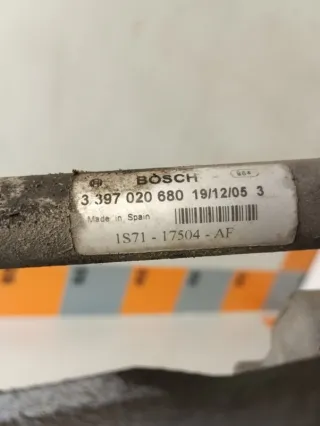 BOSCH
3 397 020 680 19/12/05 3
Made in Spain
1S71 - 17504 - AF